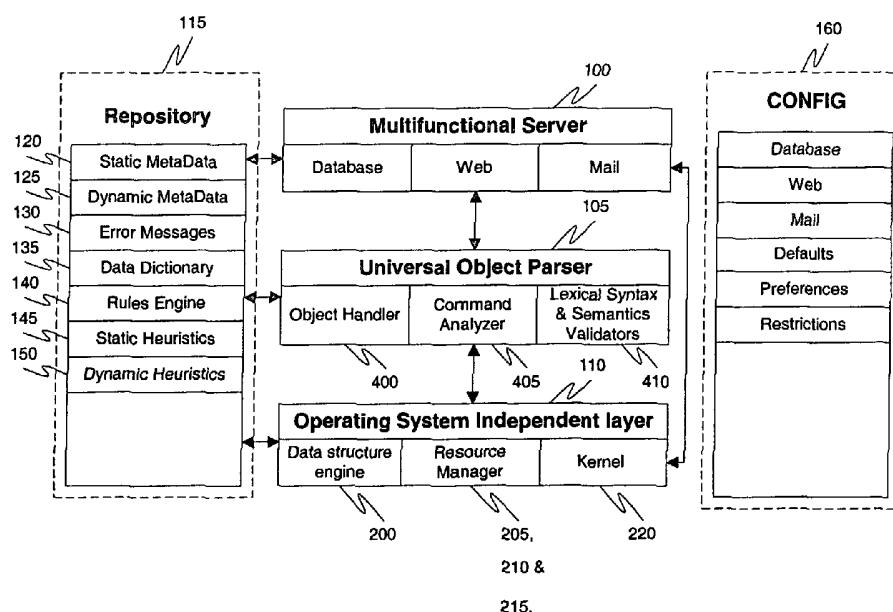 115
160
100
Repository
CONFIG
Multifunctional Server
120
Static MetaData
Database
Web
Mail
Database
125
Dynamic MetaData
Web
130
Error Messages
105
Mail
135
Data Dictionary
Universal Object Parser
Defaults
140
Rules Engine
Object Handler
Command
Analyzer
Lexical Syntax
& Semantics
Validators
Preferences
145
Static Heuristics
Restrictions
150
Dynamic Heuristics
400
405
410
110
Operating System Independent layer
Data structure
engine
Resource
Manager
Kernel
200
205,
210 &
215.
220